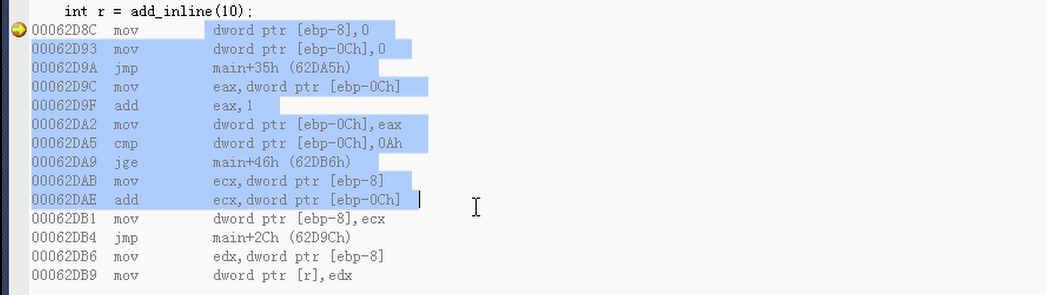 int r = add_inline(10);
00062D8C mov dword ptr [ebp-8],0
00062D93 mov dword ptr [ebp-0Ch],0
00062D9A jmp main+35h (62DA5h)
00062D9C mov eax,dword ptr [ebp-0Ch]
00062D9F add eax,1
00062DA2 mov dword ptr [ebp-0Ch],eax
00062DA5 cmp dword ptr [ebp-0Ch],0Ah
00062DA9 jge main+46h (62DB6h)
00062DAB mov ecx,dword ptr [ebp-8]
00062DAE add ecx,dword ptr [ebp-0Ch]
00062DB1 mov dword ptr [ebp-8],ecx
00062DB4 jmp main+2Ch (62D9Ch)
00062DB6 mov edx,dword ptr [ebp-8]
00062DB9 mov dword ptr [r],edx